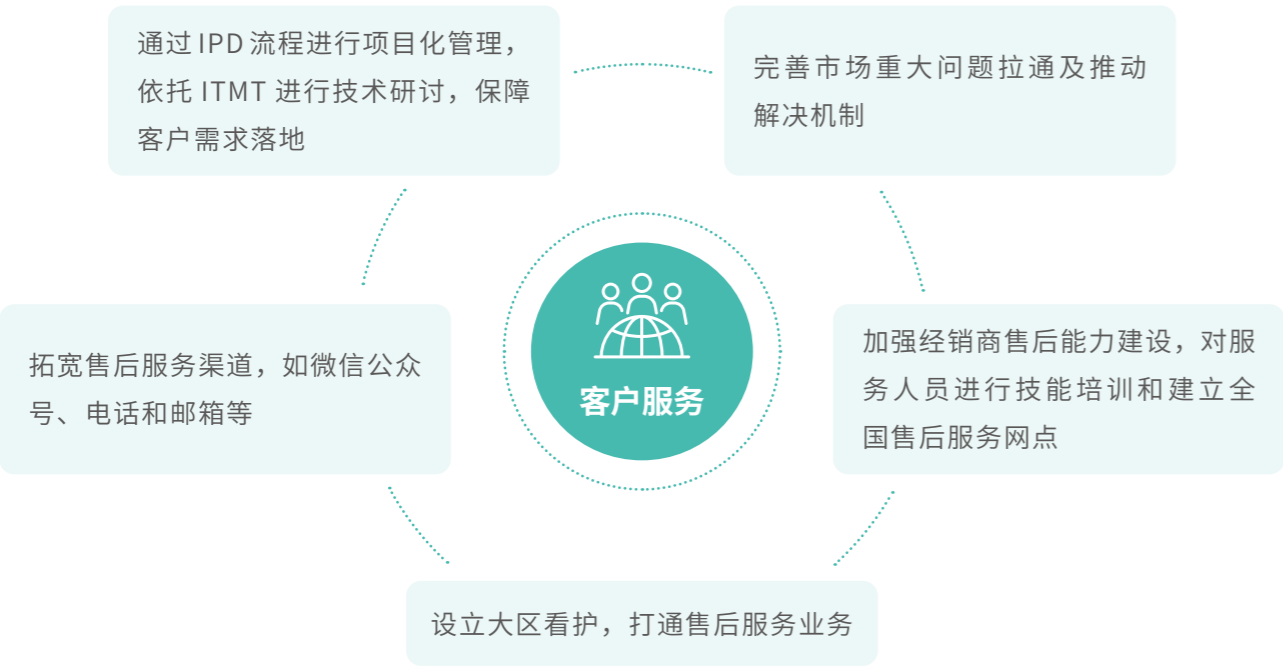 通过 IPD 流程进行项目化管理，
依托 ITMT 进行技术研讨，保障
客户需求落地
完善市场重大问题拉通及推动
解决机制
拓宽售后服务渠道，如微信公众
号、电话和邮箱等
客户服务
加强经销商售后能力建设，对服
务人员进行技能培训和建立全
国售后服务网点
设立大区看护，打通售后服务业务